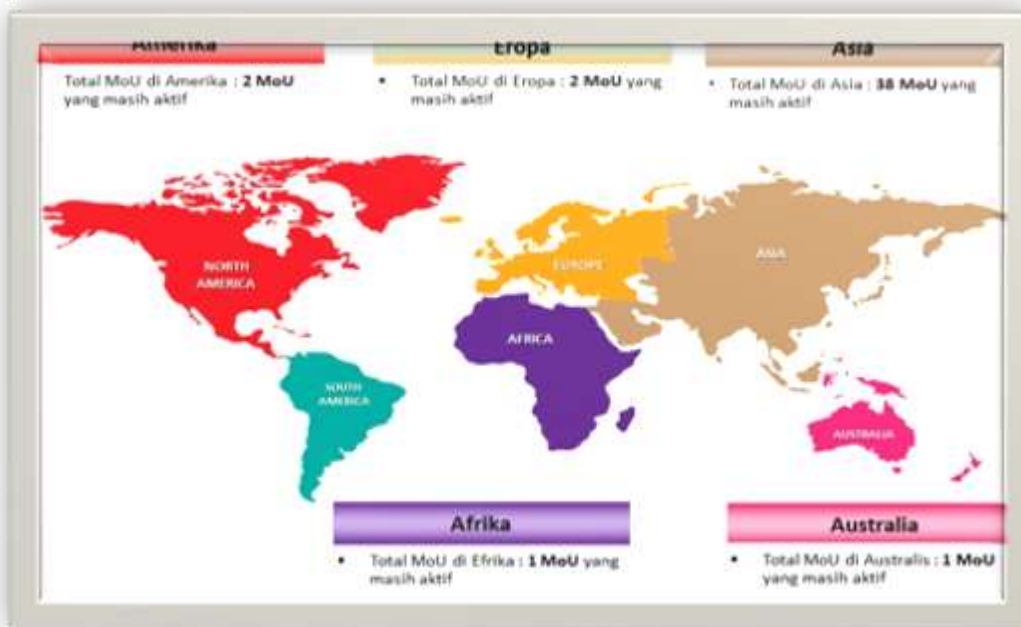 Amerika
Total MoU di Amerika : 2 MoU
yang masih aktif
Eropa
▪ Total MoU di Eropa : 2 MoU yang
masih aktif
Asia
• Total MoU di Asia : 38 MoU yang
masih aktif
NORTH
AMERICA
EUROPE
ASIA
AFRICA
SOUTH
AMERICA
AUSTRALIA
Afrika
▪ Total MoU di Efrika : 1 MoU yang
masih aktif
Australia
▪ Total MoU di Australis : 1 MoU
yang masih aktif